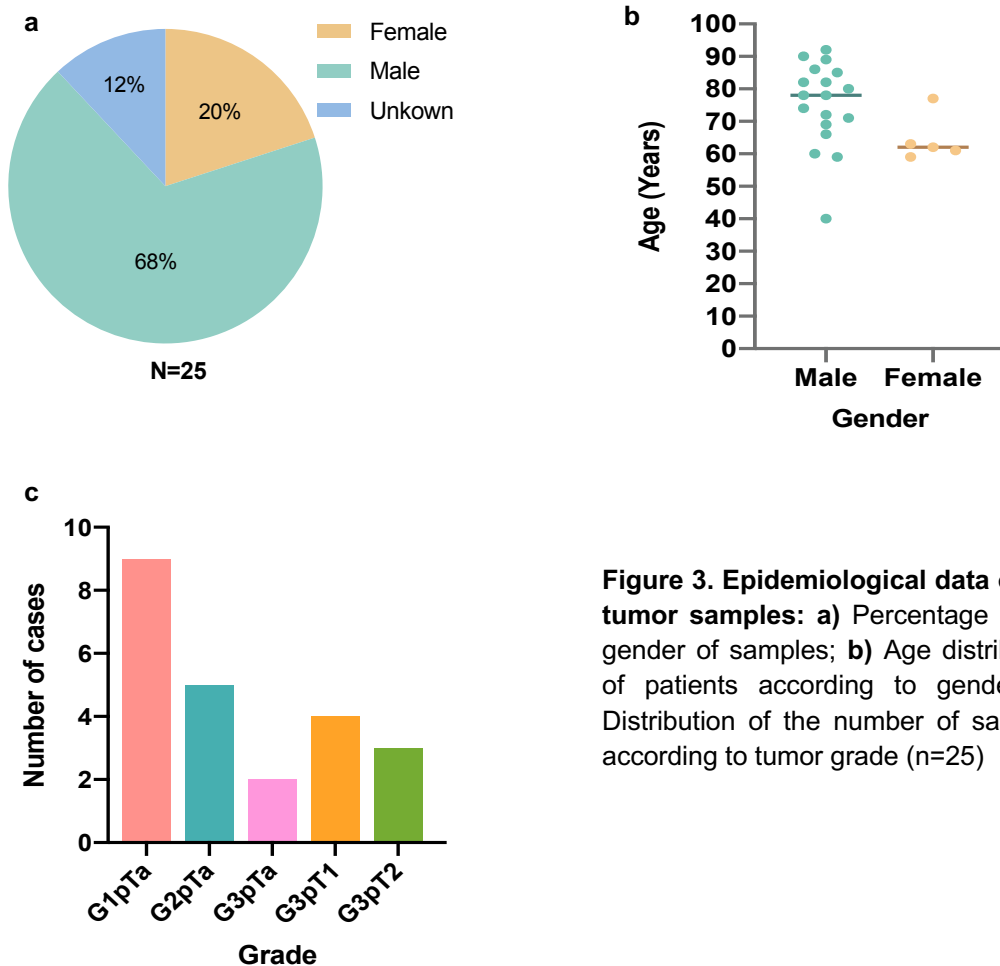 a
Female
Male
Unkown
12%
20%
68%
N=25
b
100
90
80
70
60
50
40
30
20
10
0
Age (Years)
Male Female
Gender
c
10
8
6
4
2
0
Number of cases
G1pTa G2pTa G3pTa G3pT1 G3pT2
Grade
Figure 3. Epidemiological data
tumor samples: a) Percentage
gender of samples; b) Age
of patients according to
Distribution of the number of
according to tumor grade (n=25)